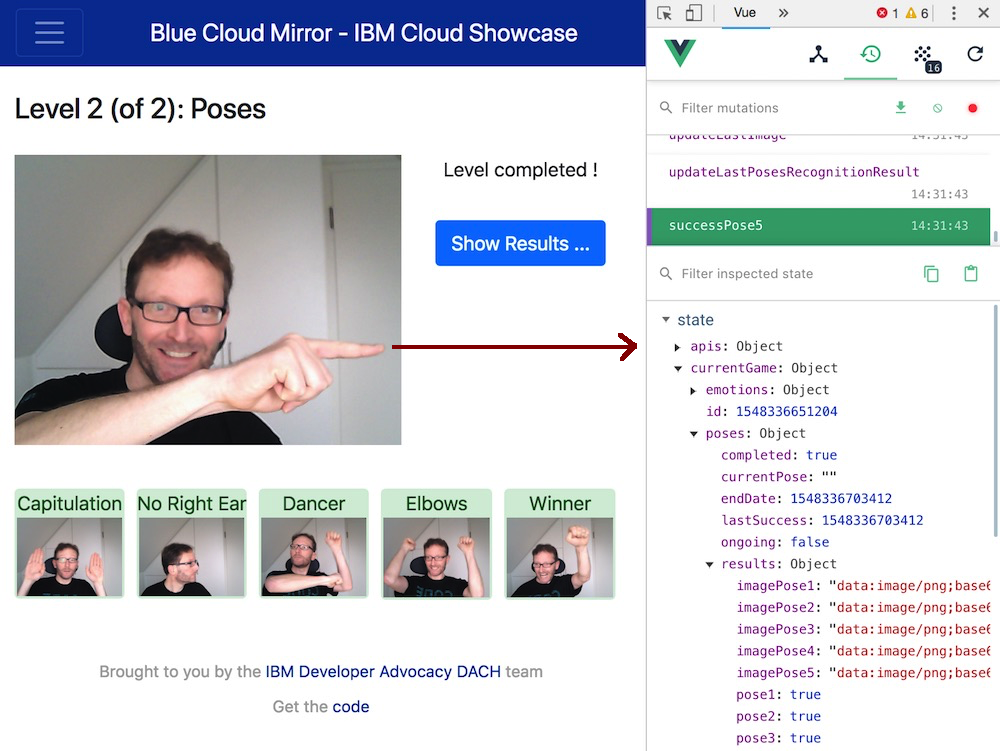 Blue Cloud Mirror - IBM Cloud Showcase
Level 2 (of 2): Poses
Level completed !
Show Results ...
Capitulation
No Right Ear
Dancer
Elbows
Winner
Brought to you by the IBM Developer Advocacy DACH team
Get the code
Vue » 1 6
16
Filter mutations
updateLastImage 14:31:43
updateLastPosesRecognitionResult
14:31:43
successPose5 14:31:43
Filter inspected state
state
apis: Object
currentGame: Object
emotions: Object
id: 1548336651204
poses: Object
completed: true
currentPose: ""
endDate: 1548336703412
lastSuccess: 1548336703412
ongoing: false
results: Object
imagePose1: "data:image/png;base6
imagePose2: "data:image/png;base6
imagePose3: "data:image/png;base6
imagePose4: "data:image/png;base6
imagePose5: "data:image/png;base6
pose1: true
pose2: true
pose3: true